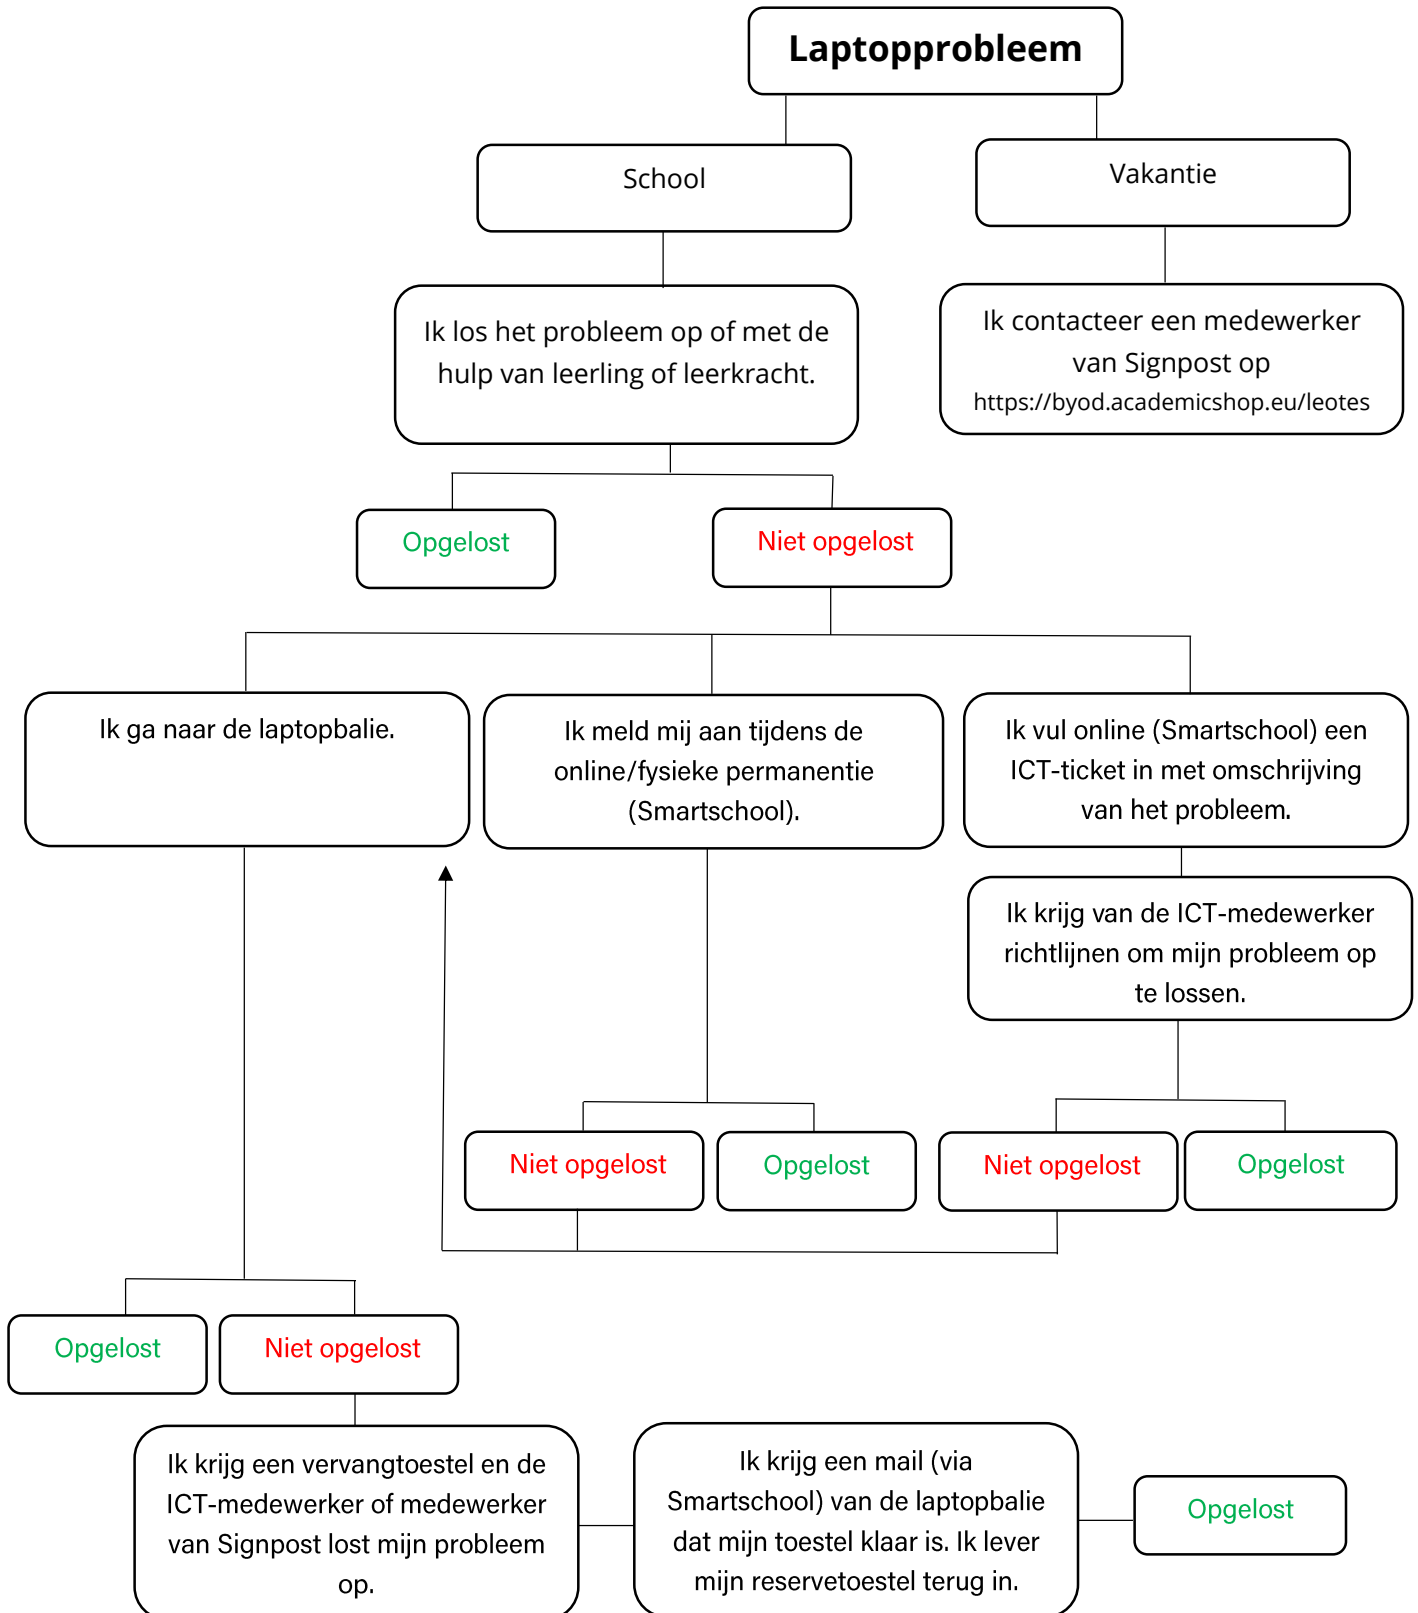 Laptopprobleem
School
Vakantie
Ik los het probleem op of met de
hulp van leerling of leerkracht.
Ik contacteer een medewerker
van Signpost op
https://byod.academicshop.eu/leotes
Opgelost
Niet opgelost
Ik ga naar de laptopbalie.
Ik meld mij aan tijdens de
online/fysieke permanentie
(Smartschool).
Ik vul online (Smartschool) een
ICT-ticket in met omschrijving
van het probleem.
Ik krijg van de ICT-medewerker
richtlijnen om mijn probleem op
te lossen.
Niet opgelost
Opgelost
Niet opgelost
Opgelost
Opgelost
Niet opgelost
Ik krijg een vervangtoestel en de
ICT-medewerker of medewerker
van Signpost lost mijn probleem
op.
Ik krijg een mail (via
Smartschool) van de laptopbalie
dat mijn toestel klaar is. Ik lever
mijn reservetoestel terug in.
Opgelost